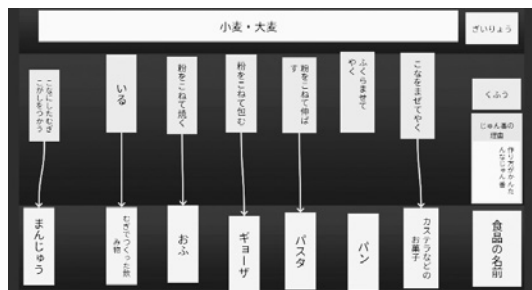 小麦・大麦
ざいりょう
こなにしたむぎ
こがしをつかう
いる
粉をこねて焼く
粉をこねて包む
粉をこねて伸ば
す
ふくらませて
やく
こなをまぜてやく
くふう
じゅん番の
理由
作り方がかんた
んなじゅん番
まんじゅう
むぎでつくった飲
み物
おふ
ギョーザ
パスタ
パン
カステラなどの
お菓子
食品の名前